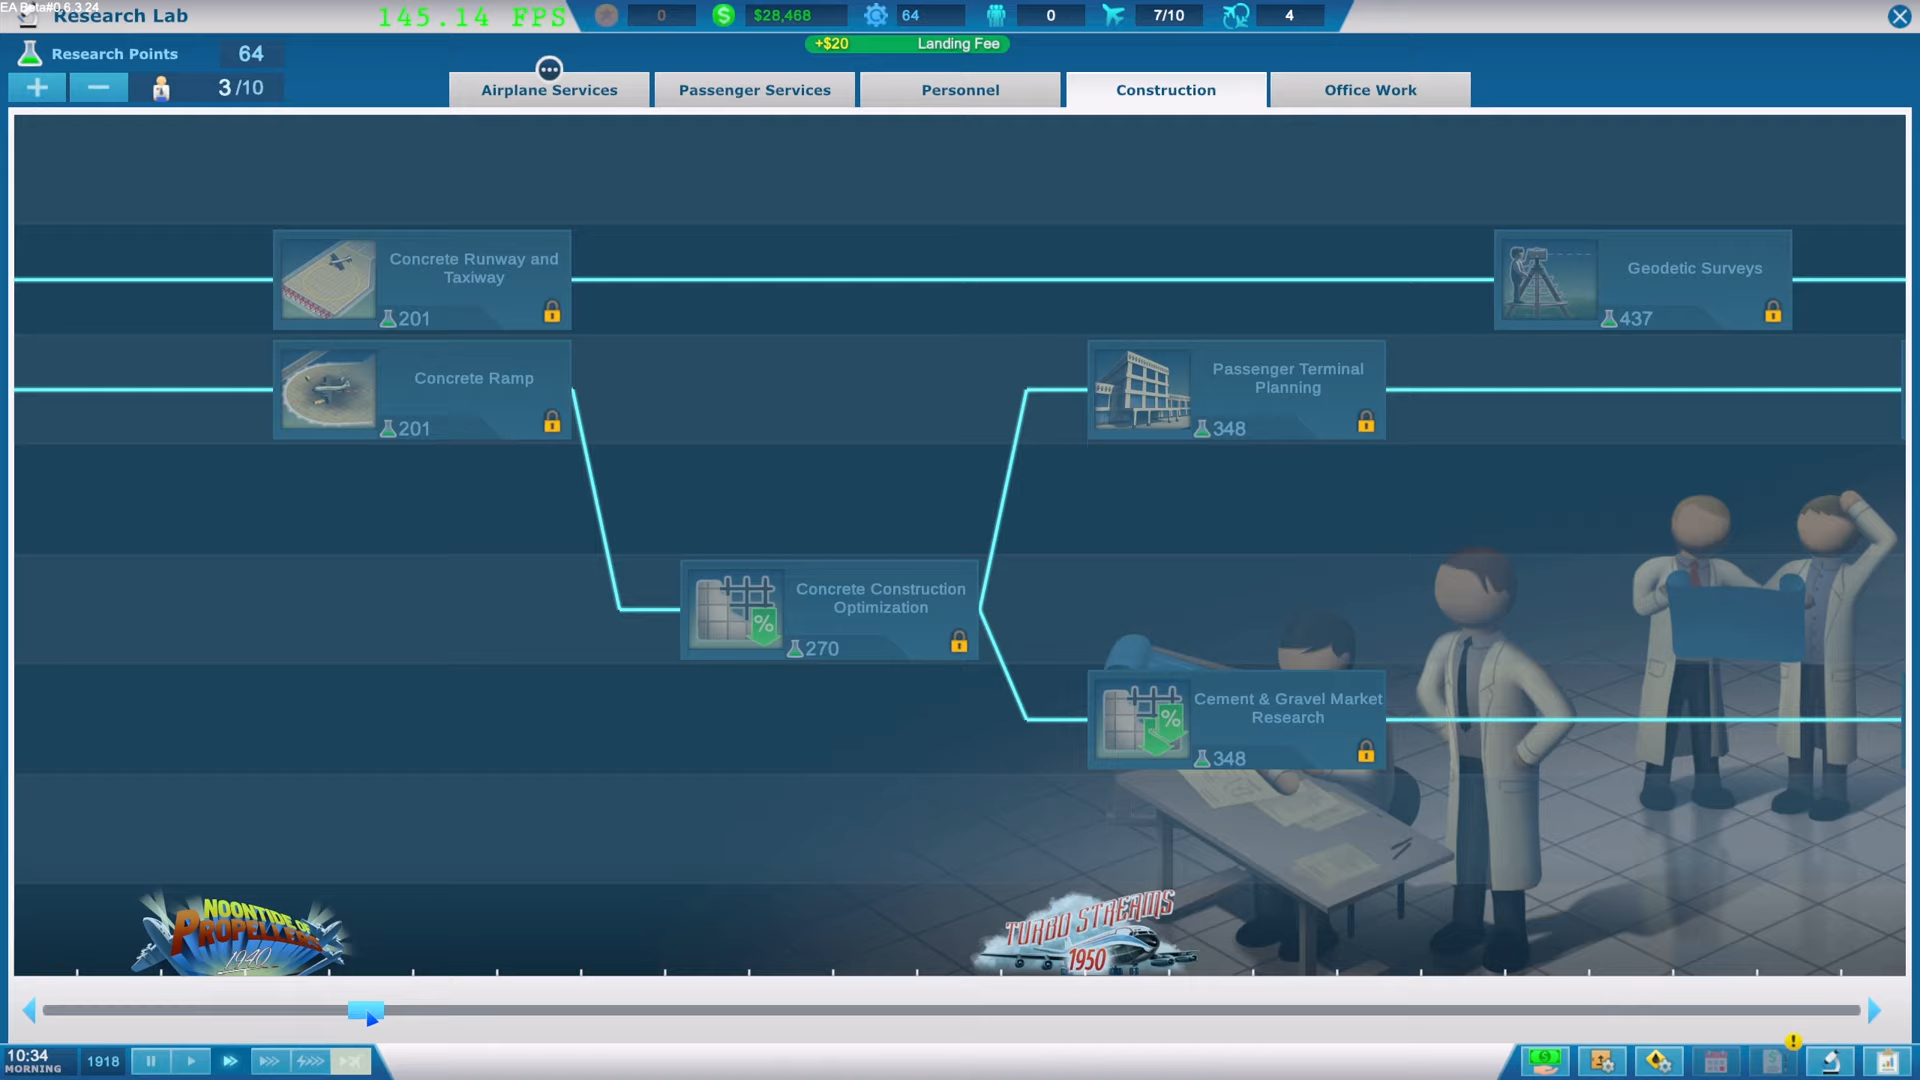 EA Beta#0.6.3.24
Research Lab
145.14 FPS
0
$28,468
64
0
7/10
4
Research Points
64
+$20 Landing Fee
3/10
Airplane Services
Passenger Services
Personnel
Construction
Office Work
Concrete Runway and
Taxiway
201
Geodetic Surveys
437
Concrete Ramp
201
Passenger Terminal
Planning
348
Concrete Construction
Optimization
%
270
Cement & Gravel Market
Research
%
348
NOONTIDE OF
PROPELLERS
1940
TURBO STREAMS
1950
10:34
MORNING
1918